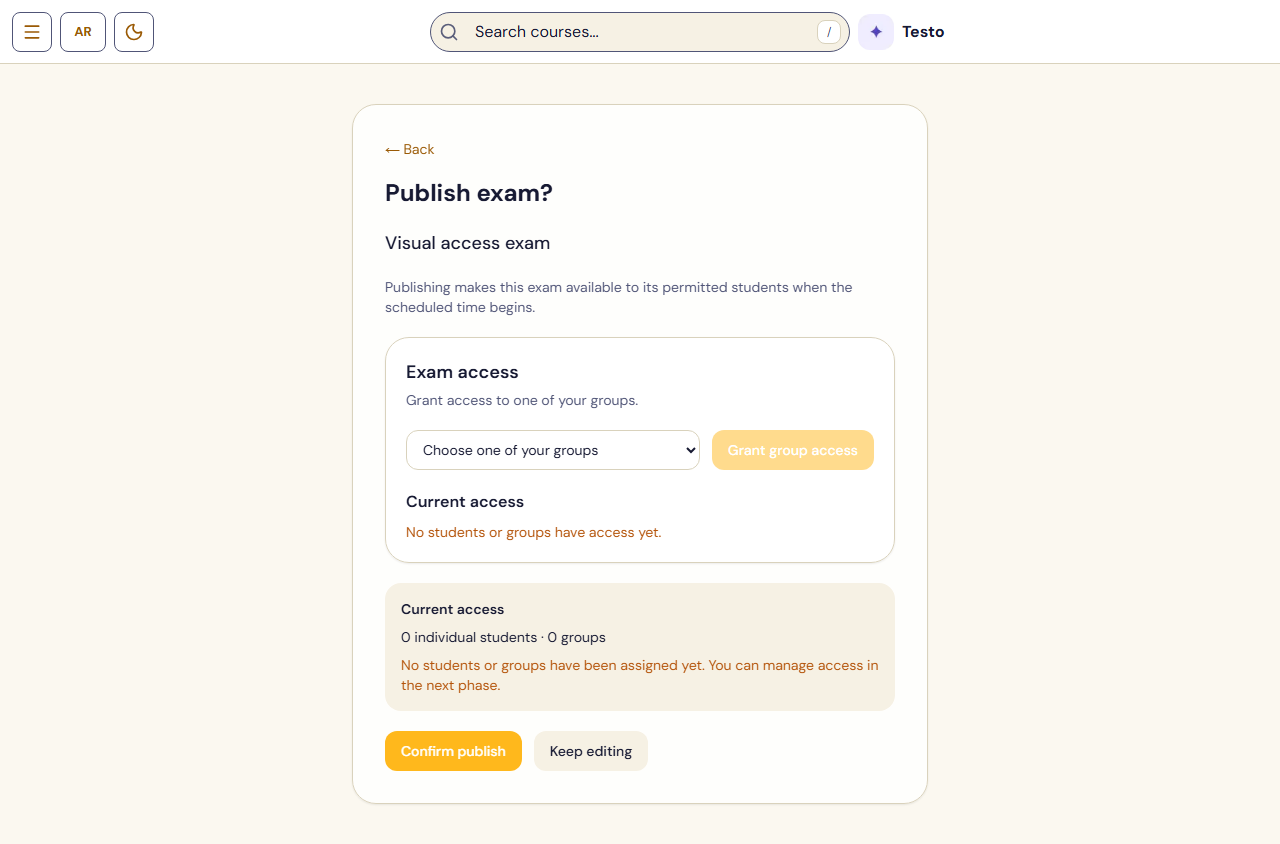 AR
Search courses...
/
Testo
← Back
Publish exam?
Visual access exam
Publishing makes this exam available to its permitted students when the
scheduled time begins.
Exam access
Grant access to one of your groups.
Choose one of your groups
Grant group access
Current access
No students or groups have access yet.
Current access
0 individual students · 0 groups
No students or groups have been assigned yet. You can manage access in
the next phase.
Confirm publish
Keep editing